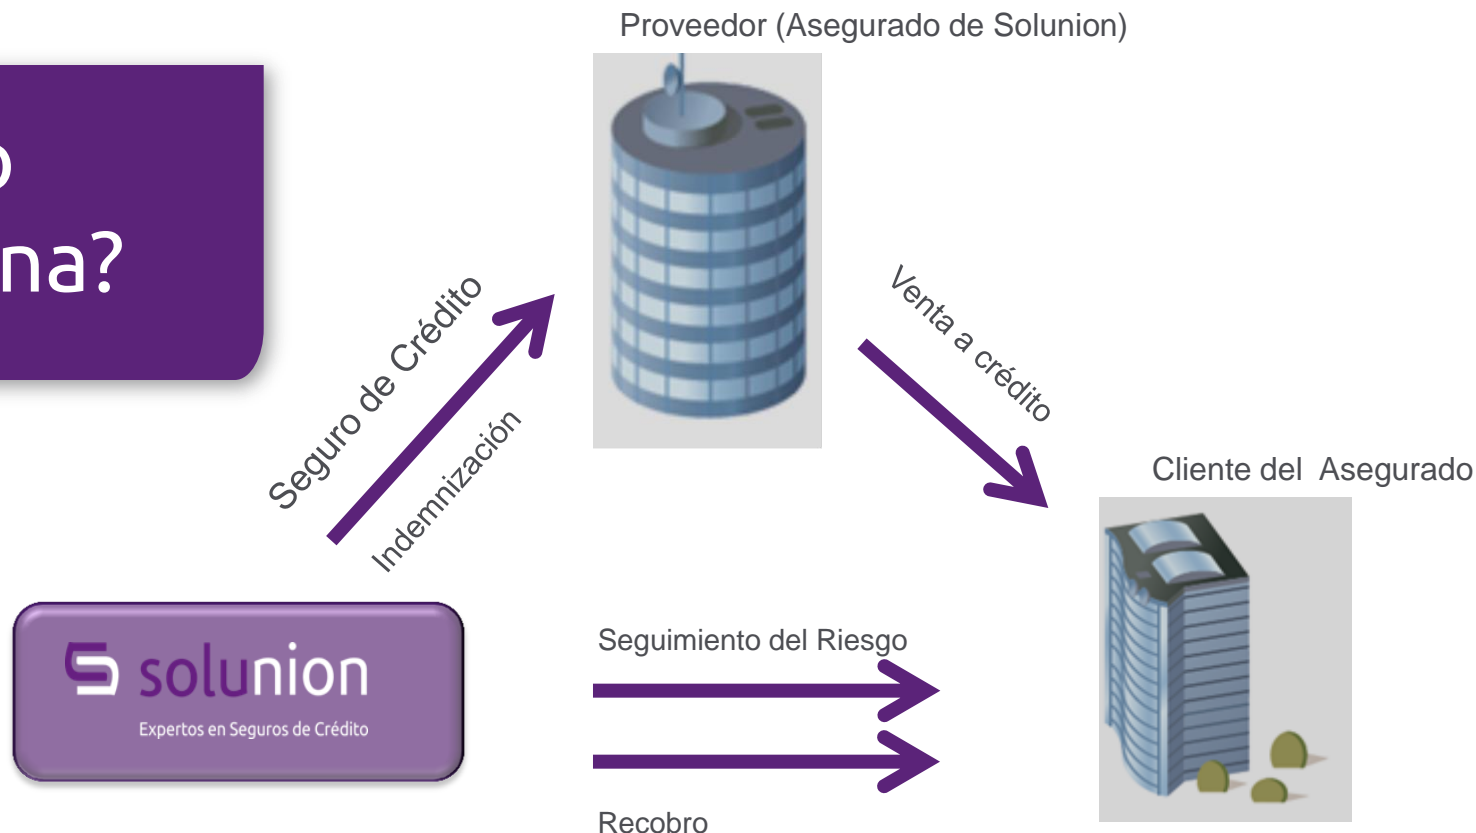 Proveedor (Asegurado de Solunion)
o
na?
Seguro de Crédito
Indemnización
Venta a crédito
Cliente del Asegurado
solunion
Expertos en Seguros de Crédito
Seguimiento del Riesgo
Recobro